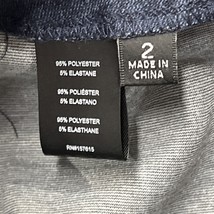 95% POLYESTER
5% ELASTANE
95% POLIÉSTER
5% ELASTANO
95% POLYESTER
5% ELASTHANE
RN#157615
2
MADE IN
CHINA